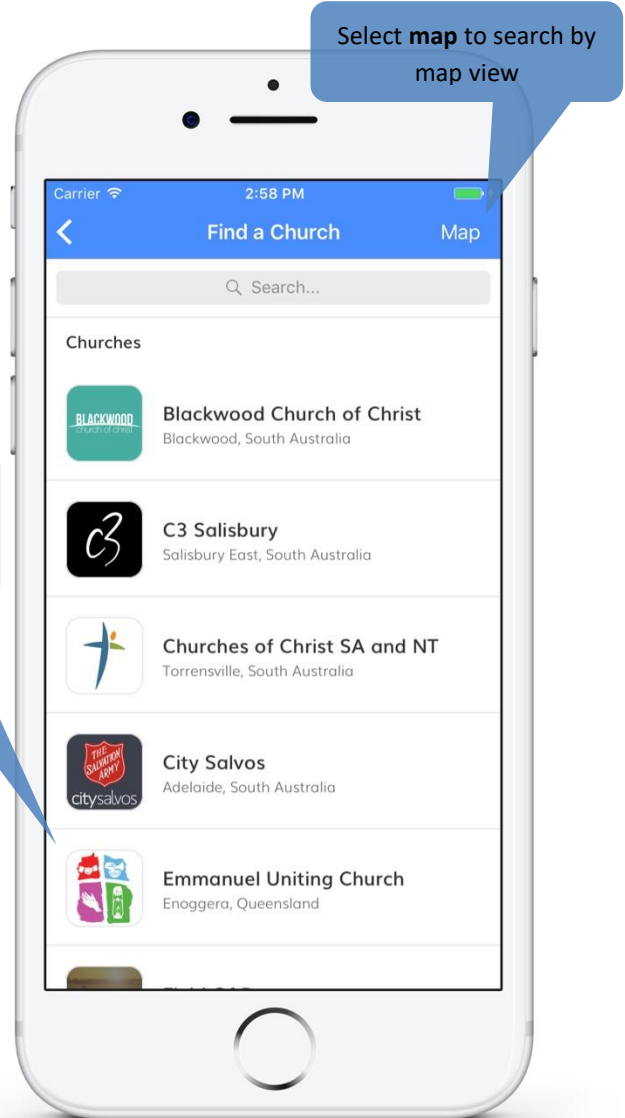 Select map to search by
map view
Carrier 2:58 PM
Find a Church Map
Search...
Churches
BLACKWOOD
church of christ
Blackwood Church of Christ
Blackwood, South Australia
c3
C3 Salisbury
Salisbury East, South Australia
Churches of Christ SA and NT
Torrensville, South Australia
THE
SALVATION
ARMY
citysalvos
City Salvos
Adelaide, South Australia
Emmanuel Uniting Church
Enoggera, Queensland